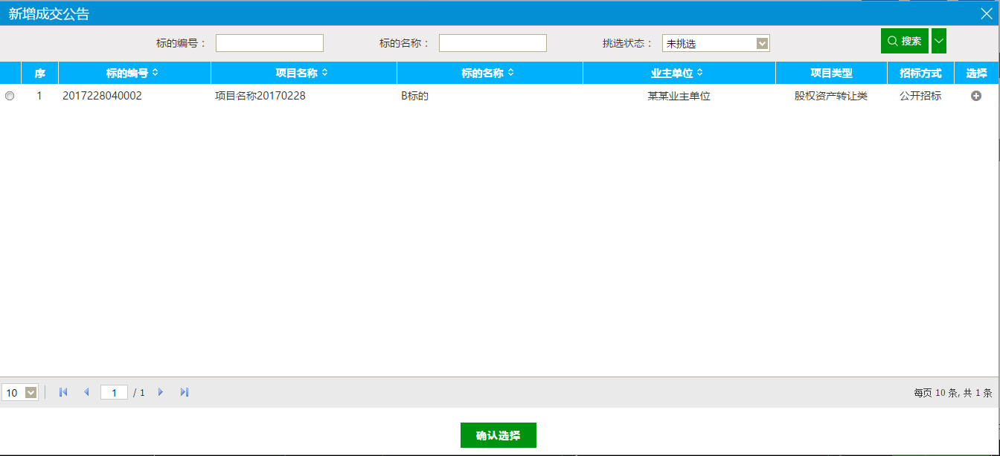 新增成交公告
标的编号： 标的名称： 挑选状态： 未挑选 搜索
序 标的编号 项目名称 标的名称 业主单位 项目类型 招标方式 选择
1 2017228040002 项目名称20170228 B标的 某某业主单位 股权资产转让类 公开招标
10 1 / 1 每页 10 条, 共 1 条
确认选择